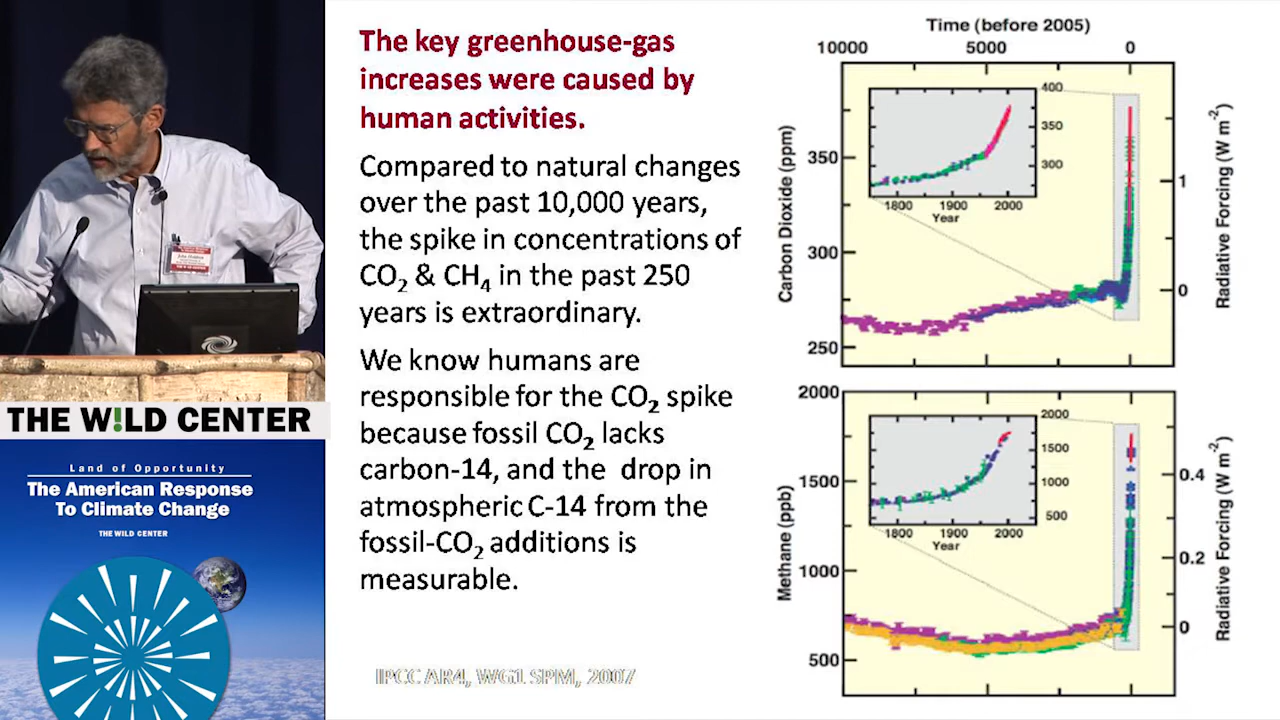 The key greenhouse-gas
increases were caused by
human activities.
Compared to natural changes
over the past 10,000 years,
the spike in concentrations of
CO₂ & CH₄ in the past 250
years is extraordinary.
We know humans are
responsible for the CO₂ spike
because fossil CO₂ lacks
carbon-14, and the drop in
atmospheric C-14 from the
fossil-CO₂ additions is
measurable.
IPCC AR4, WG1 SPM, 2007
Time (before 2005)
10000 5000 0
Carbon Dioxide (ppm)
350
300
250
400
350
300
1800 1900 2000
Year
1
0
Radiative Forcing (W m⁻²)
Methane (ppb)
2000
1500
1000
500
2000
1500
1000
500
1800 1900 2000
Year
0.4
0.2
0
Radiative Forcing (W m⁻²)
THE W!LD CENTER
Land of Opportunity
The American Response
To Climate Change
THE WILD CENTER